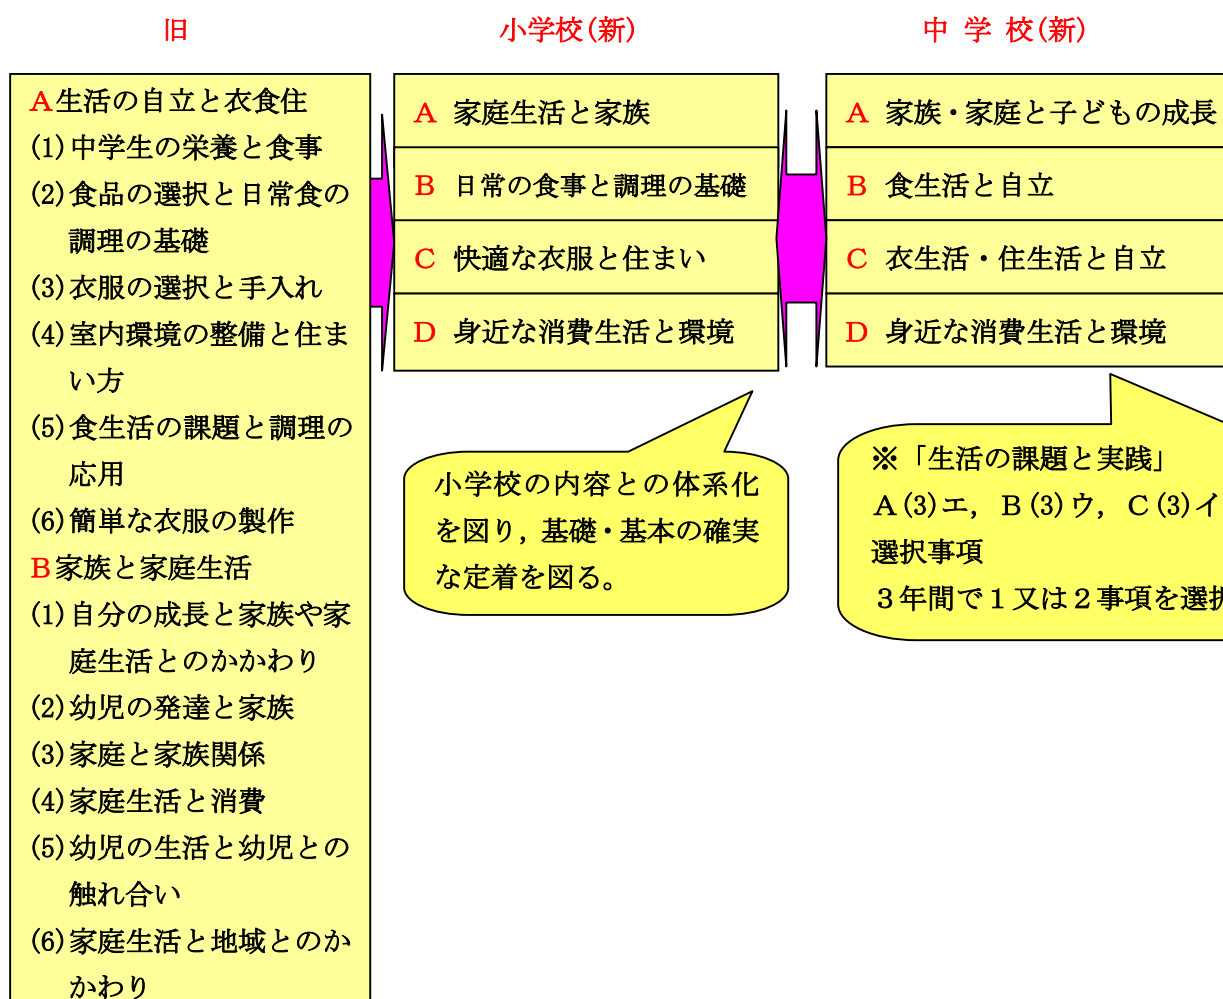 旧
Ａ生活の自立と衣食住
(1)中学生の栄養と食事
(2)食品の選択と日常食の
調理の基礎
(3)衣服の選択と手入れ
(4)室内環境の整備と住ま
い方
(5)食生活の課題と調理の
応用
(6)簡単な衣服の製作
Ｂ家族と家庭生活
(1)自分の成長と家族や家
庭生活とのかかわり
(2)幼児の発達と家族
(3)家庭と家族関係
(4)家庭生活と消費
(5)幼児の生活と幼児との
触れ合い
(6)家庭生活と地域とのか
かわり
小学校(新)
Ａ 家庭生活と家族
Ｂ 日常の食事と調理の基礎
Ｃ 快適な衣服と住まい
Ｄ 身近な消費生活と環境
小学校の内容との体系化
を図り，基礎・基本の確実
な定着を図る。
中 学 校(新)
Ａ 家族・家庭と子どもの成長
Ｂ 食生活と自立
Ｃ 衣生活・住生活と自立
Ｄ 身近な消費生活と環境
※「生活の課題と実践」
Ａ(3)エ，Ｂ(3)ウ，Ｃ(3)イ
選択事項
３年間で１又は２事項を選択